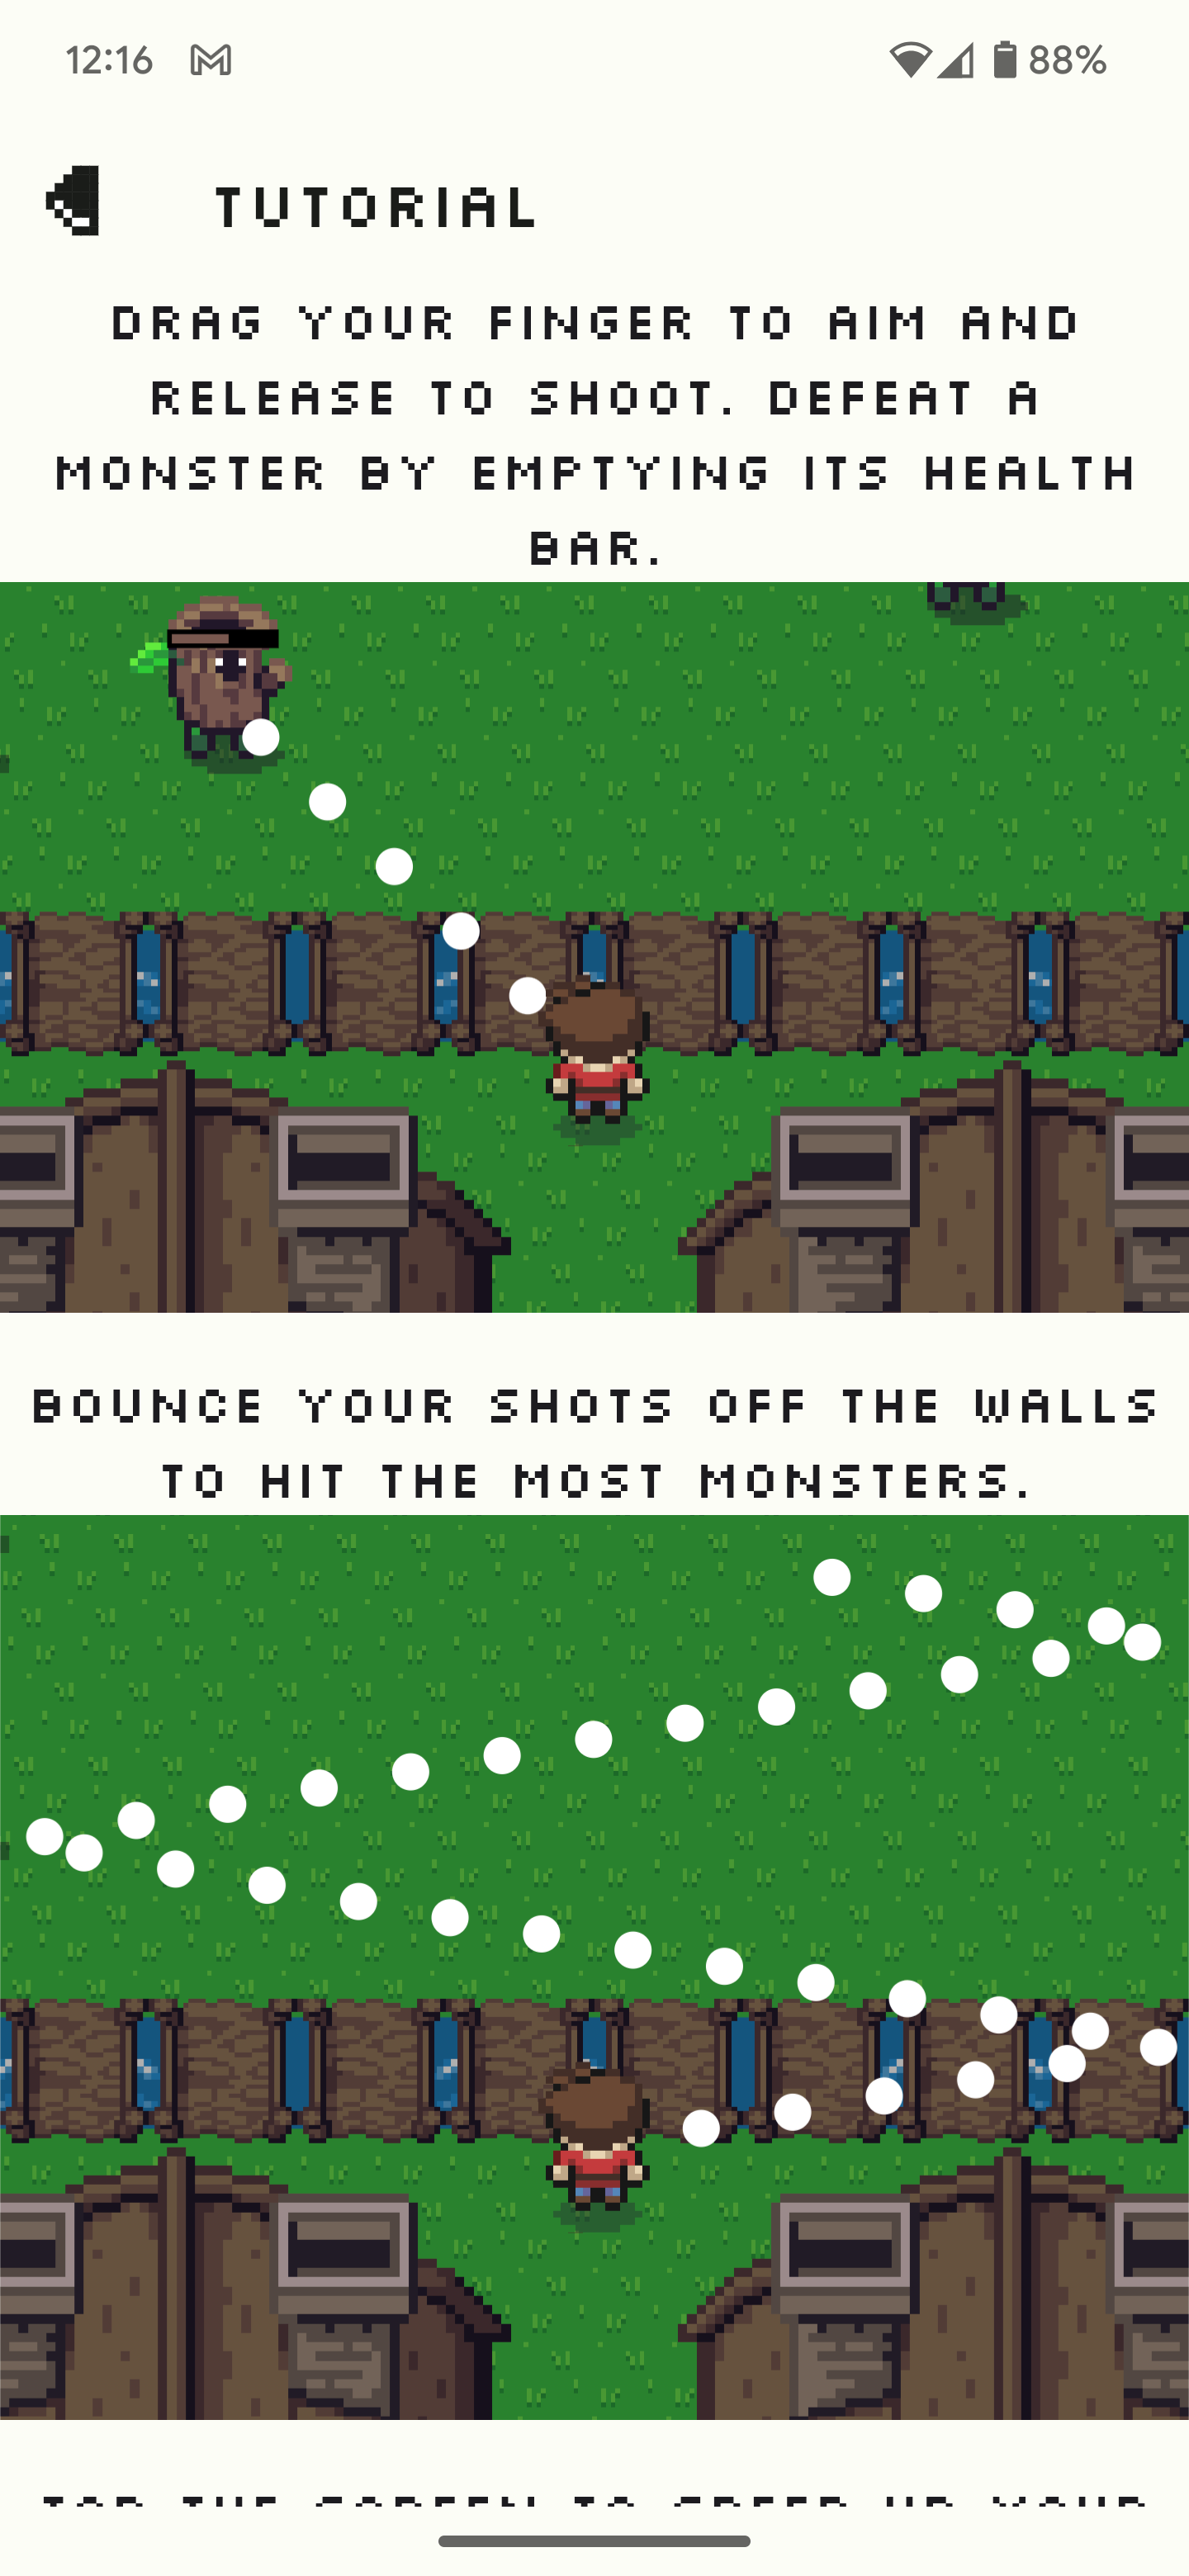 12:16
88%
TUTORIAL
DRAG YOUR FINGER TO AIM AND
RELEASE TO SHOOT. DEFEAT A
MONSTER BY EMPTYING ITS HEALTH
BAR.
BOUNCE YOUR SHOTS OFF THE WALLS
TO HIT THE MOST MONSTERS.